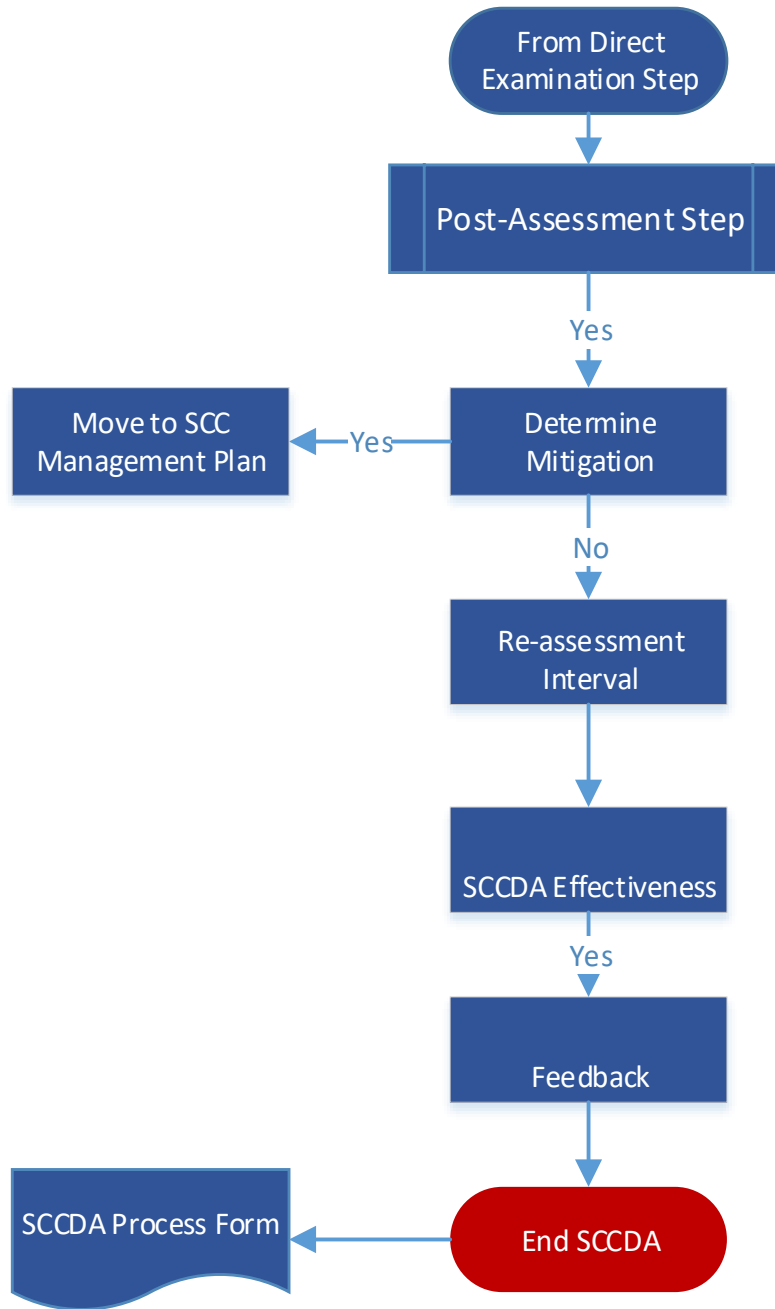 From Direct
Examination Step
Post-Assessment Step
Yes
Move to SCC
Management Plan
Yes
Determine
Mitigation
No
Re-assessment
Interval
SCCDA Effectiveness
Yes
Feedback
SCCDA Process Form
End SCCDA